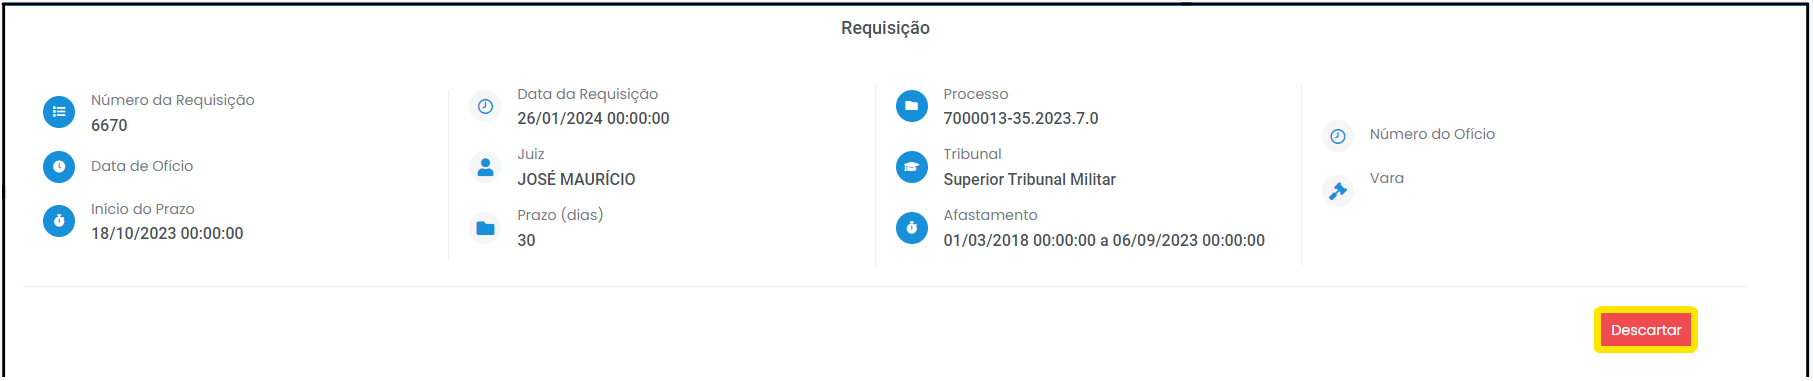 Requisição
Número da Requisição
6670
Data de Ofício
Início do Prazo
18/10/2023 00:00:00
Data da Requisição
26/01/2024 00:00:00
Juiz
JOSÉ MAURÍCIO
Prazo (dias)
30
Processo
7000013-35.2023.7.0
Tribunal
Superior Tribunal Militar
Afastamento
01/03/2018 00:00:00 a 06/09/2023 00:00:00
Número do Ofício
Vara
Descartar